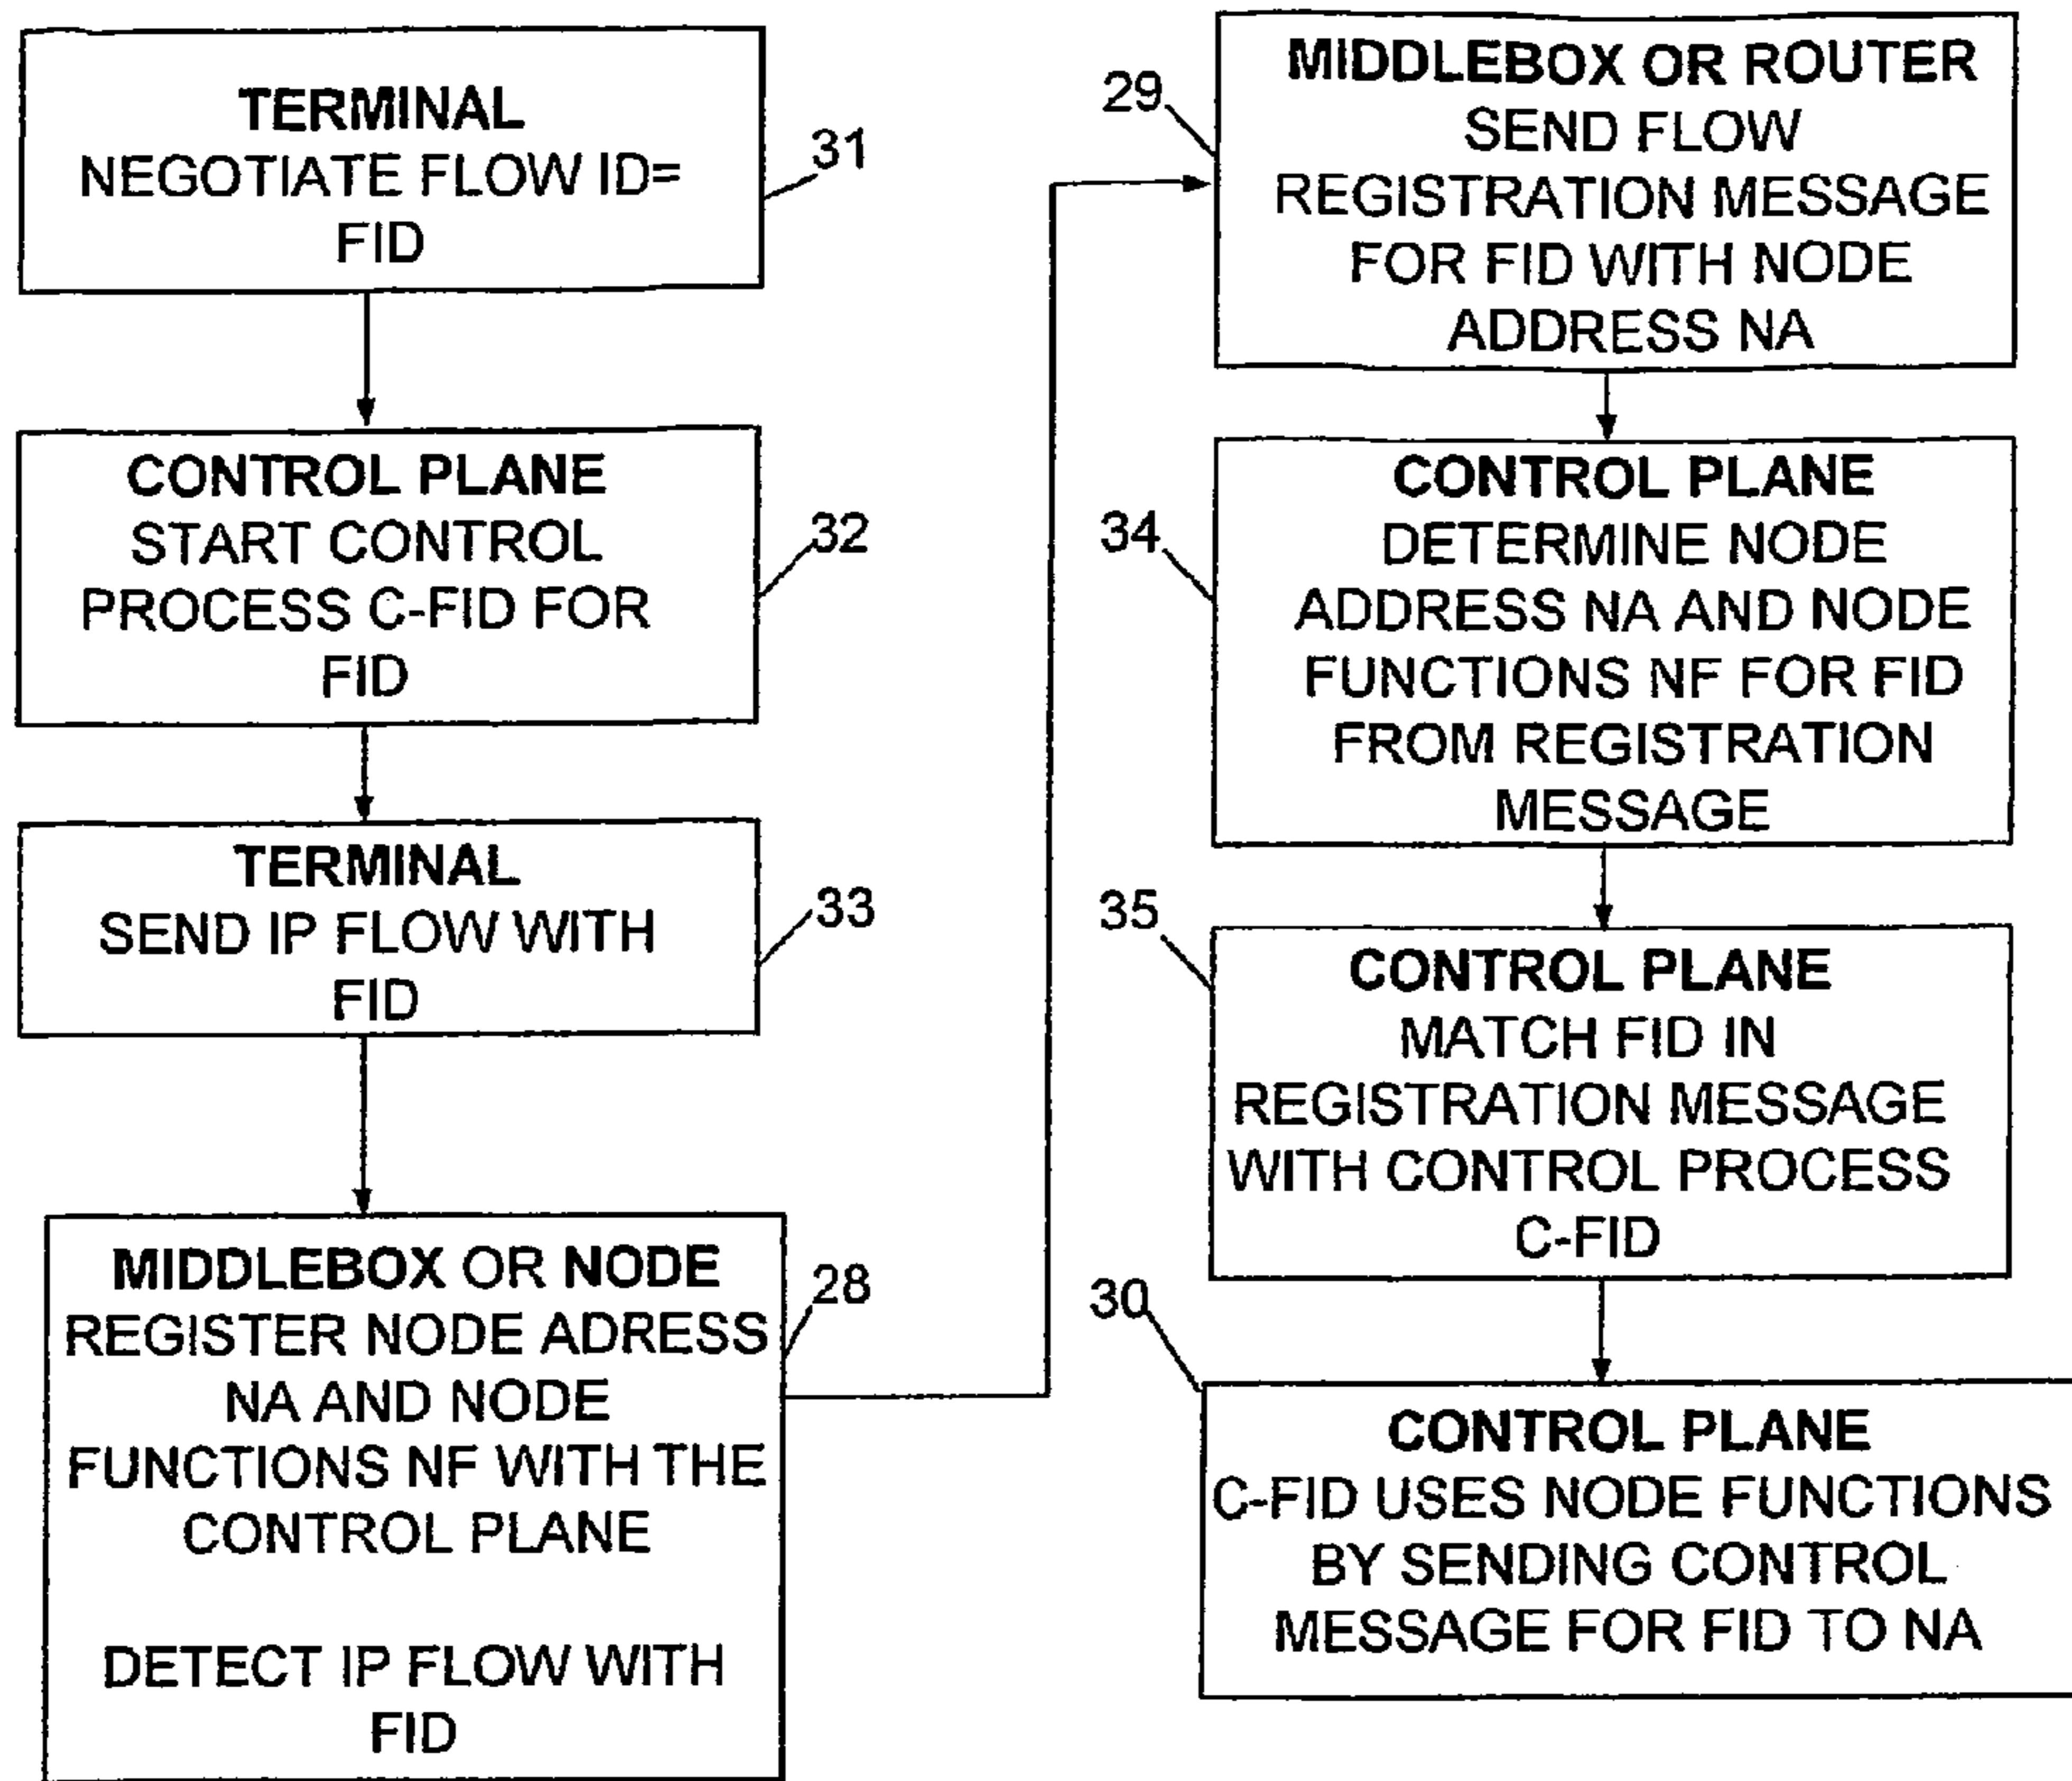 TERMINAL
NEGOTIATE FLOW ID=
FID
31
CONTROL PLANE
START CONTROL
PROCESS C-FID FOR
FID
32
TERMINAL
SEND IP FLOW WITH
FID
33
MIDDLEBOX OR NODE
REGISTER NODE ADRESS
NA AND NODE
FUNCTIONS NF WITH THE
CONTROL PLANE
DETECT IP FLOW WITH
FID
28
29
MIDDLEBOX OR ROUTER
SEND FLOW
REGISTRATION MESSAGE
FOR FID WITH NODE
ADDRESS NA
34
CONTROL PLANE
DETERMINE NODE
ADDRESS NA AND NODE
FUNCTIONS NF FOR FID
FROM REGISTRATION
MESSAGE
35
CONTROL PLANE
MATCH FID IN
REGISTRATION MESSAGE
WITH CONTROL PROCESS
C-FID
30
CONTROL PLANE
C-FID USES NODE FUNCTIONS
BY SENDING CONTROL
MESSAGE FOR FID TO NA